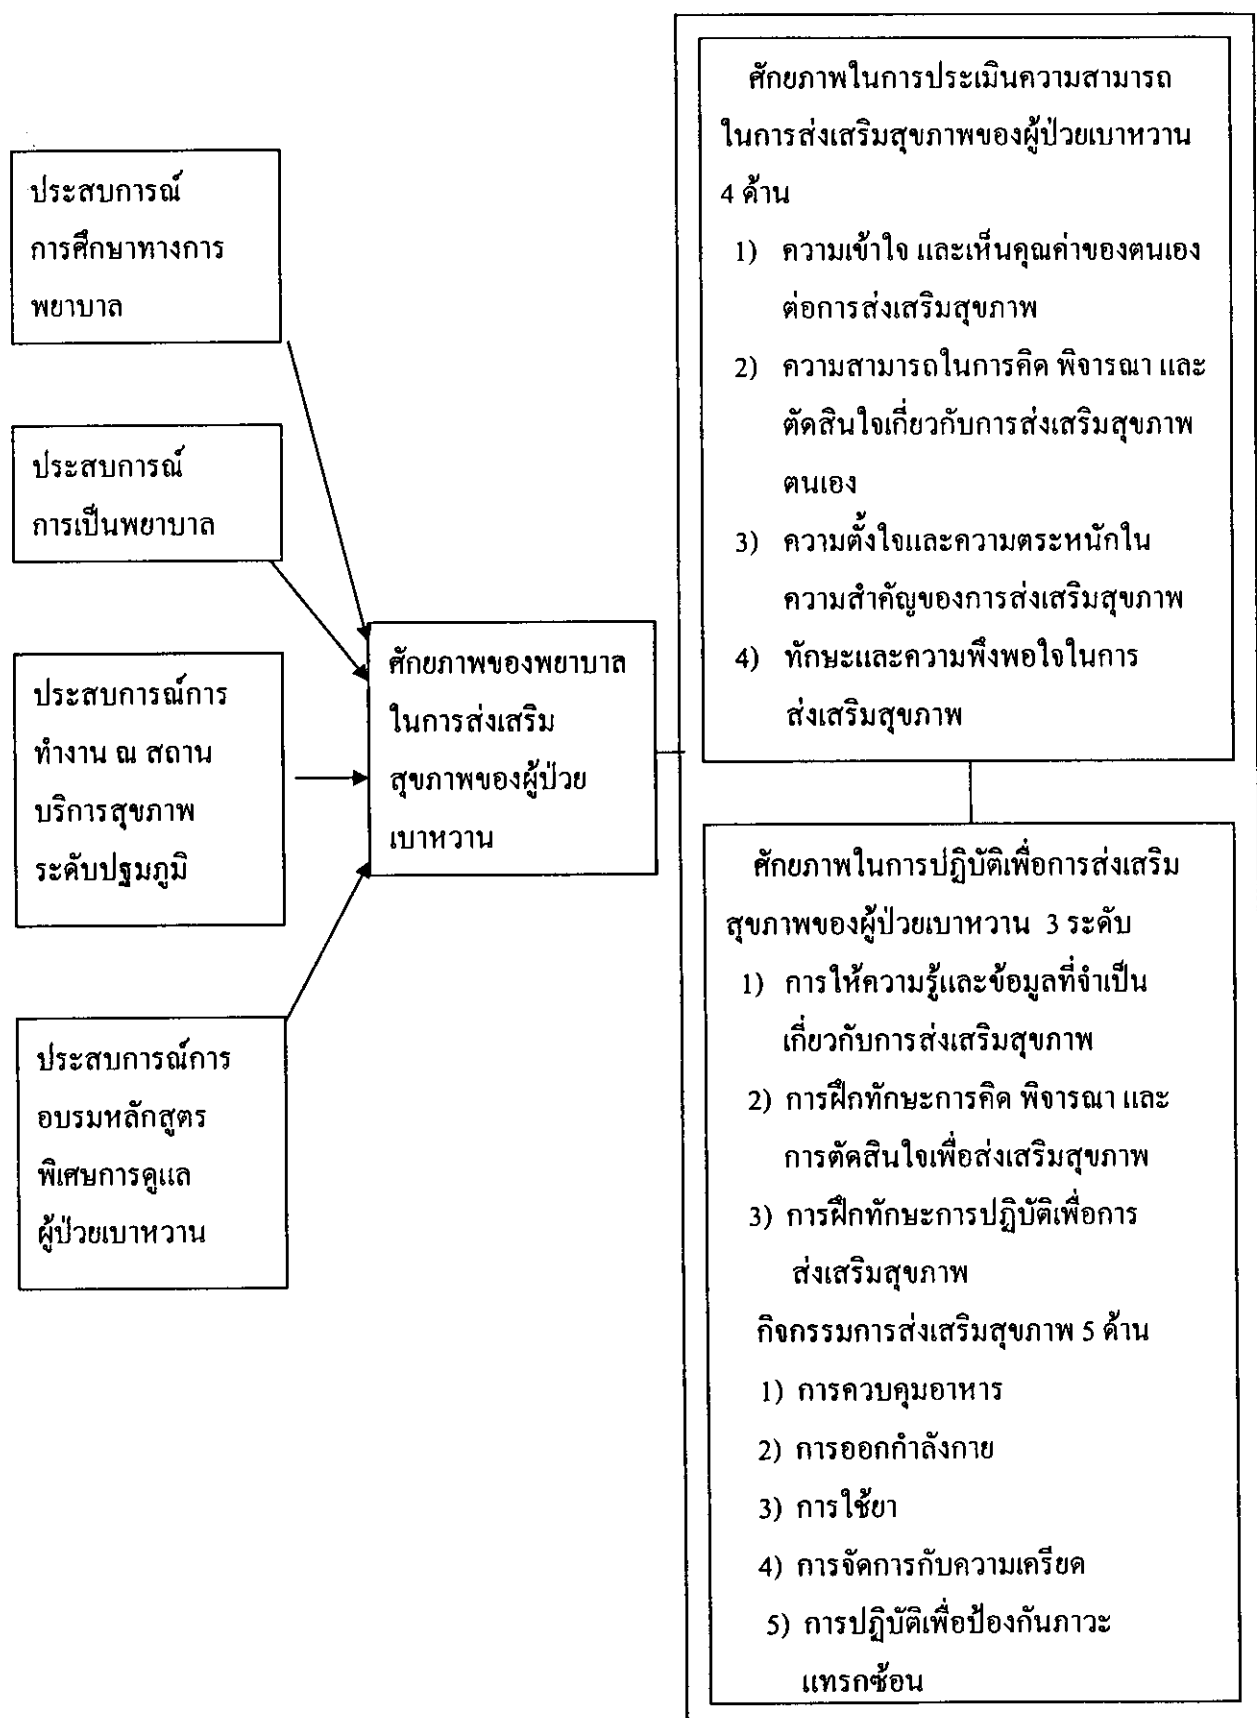 ประสบการณ์
การศึกษาทางการ
พยาบาล
ประสบการณ์
การเป็นพยาบาล
ประสบการณ์การ
ทำงาน ณ สถาน
บริการสุขภาพ
ระดับปฐมภูมิ
ประสบการณ์การ
อบรมหลักสูตร
พิเศษการดูแล
ผู้ป่วยเบาหวาน
ศักยภาพของพยาบาล
ในการส่งเสริม
สุขภาพของผู้ป่วย
เบาหวาน
ศักยภาพในการประเมินความสามารถ
ในการส่งเสริมสุขภาพของผู้ป่วยเบาหวาน
4 ด้าน
1) ความเข้าใจ และเห็นคุณค่าของตนเอง
ต่อการส่งเสริมสุขภาพ
2) ความสามารถในการคิด พิจารณา และ
ตัดสินใจเกี่ยวกับการส่งเสริมสุขภาพ
ตนเอง
3) ความตั้งใจและความตระหนักใน
ความสำคัญของการส่งเสริมสุขภาพ
4) ทักษะและความพึงพอใจในการ
ส่งเสริมสุขภาพ
ศักยภาพในการปฏิบัติเพื่อการส่งเสริม
สุขภาพของผู้ป่วยเบาหวาน 3 ระดับ
1) การให้ความรู้และข้อมูลที่จำเป็น
เกี่ยวกับการส่งเสริมสุขภาพ
2) การฝึกทักษะการคิด พิจารณา และ
การตัดสินใจเพื่อส่งเสริมสุขภาพ
3) การฝึกทักษะการปฏิบัติเพื่อการ
ส่งเสริมสุขภาพ
กิจกรรมการส่งเสริมสุขภาพ 5 ด้าน
1) การควบคุมอาหาร
2) การออกกำลังกาย
3) การใช้ยา
4) การจัดการกับความเครียด
5) การปฏิบัติเพื่อป้องกันภาวะ
แทรกซ้อน